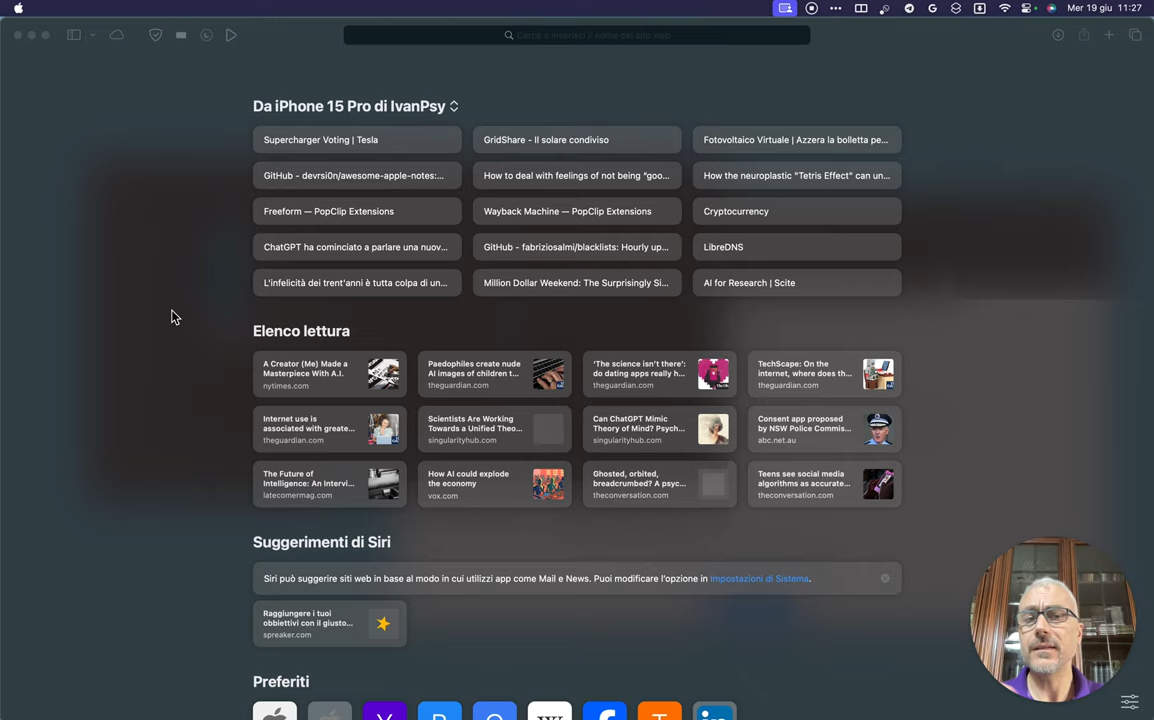 Mer 19 giu 11:27
Cerca o inserisci il nome del sito web
Da iPhone 15 Pro di IvanPsy
Supercharger Voting | Tesla
GridShare - Il solare condiviso
Fotovoltaico Virtuale | Azzera la bolletta pe...
GitHub - devrsi0n/awesome-apple-notes:...
How to deal with feelings of not being “goo...
How the neuroplastic "Tetris Effect" can un...
Freeform — PopClip Extensions
Wayback Machine — PopClip Extensions
Cryptocurrency
ChatGPT ha cominciato a parlare una nuov...
GitHub - fabriziosalmi/blacklists: Hourly up...
LibreDNS
L'infelicità dei trent'anni è tutta colpa di un...
Million Dollar Weekend: The Surprisingly Si...
AI for Research | Scite
Elenco lettura
A Creator (Me) Made a
Masterpiece With A.I.
nytimes.com
Paedophiles create nude
AI images of children t...
theguardian.com
‘The science isn’t there’:
do dating apps really h...
theguardian.com
TechScape: On the
internet, where does th...
theguardian.com
Internet use is
associated with greate...
theguardian.com
Scientists Are Working
Towards a Unified Theo...
singularityhub.com
Can ChatGPT Mimic
Theory of Mind? Psych...
singularityhub.com
Consent app proposed
by NSW Police Commis...
abc.net.au
The Future of
Intelligence: An Intervi...
latecomermag.com
How AI could explode
the economy
vox.com
Ghosted, orbited,
breadcrumbed? A psyc...
theconversation.com
Teens see social media
algorithms as accurate...
theconversation.com
Suggerimenti di Siri
Siri può suggerire siti web in base al modo in cui utilizzi app come Mail e News. Puoi modificare l'opzione in Impostazioni di Sistema.
Raggiungere i tuoi
obbiettivi con il giusto...
spreaker.com
Preferiti